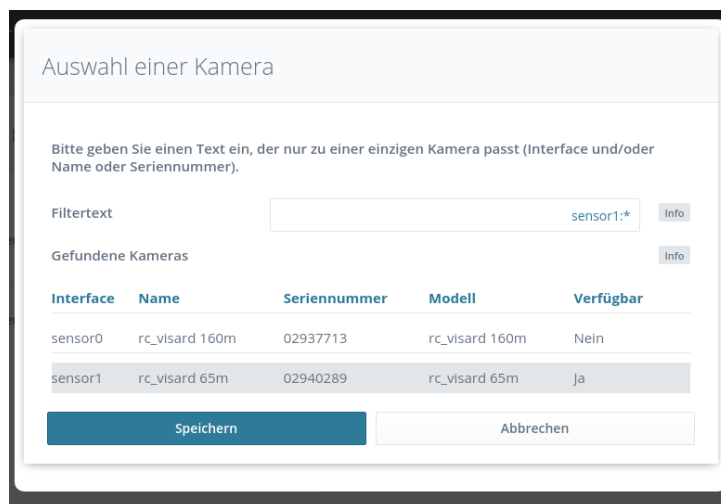 Auswahl einer Kamera
Bitte geben Sie einen Text ein, der nur zu einer einzigen Kamera passt (Interface und/oder
Name oder Seriennummer).
Filtertext sensor1:* Info
Gefundene Kameras Info
Interface Name Seriennummer Modell Verfügbar
sensor0 rc_visard 160m 02937713 rc_visard 160m Nein
sensor1 rc_visard 65m 02940289 rc_visard 65m Ja
Speichern Abbrechen